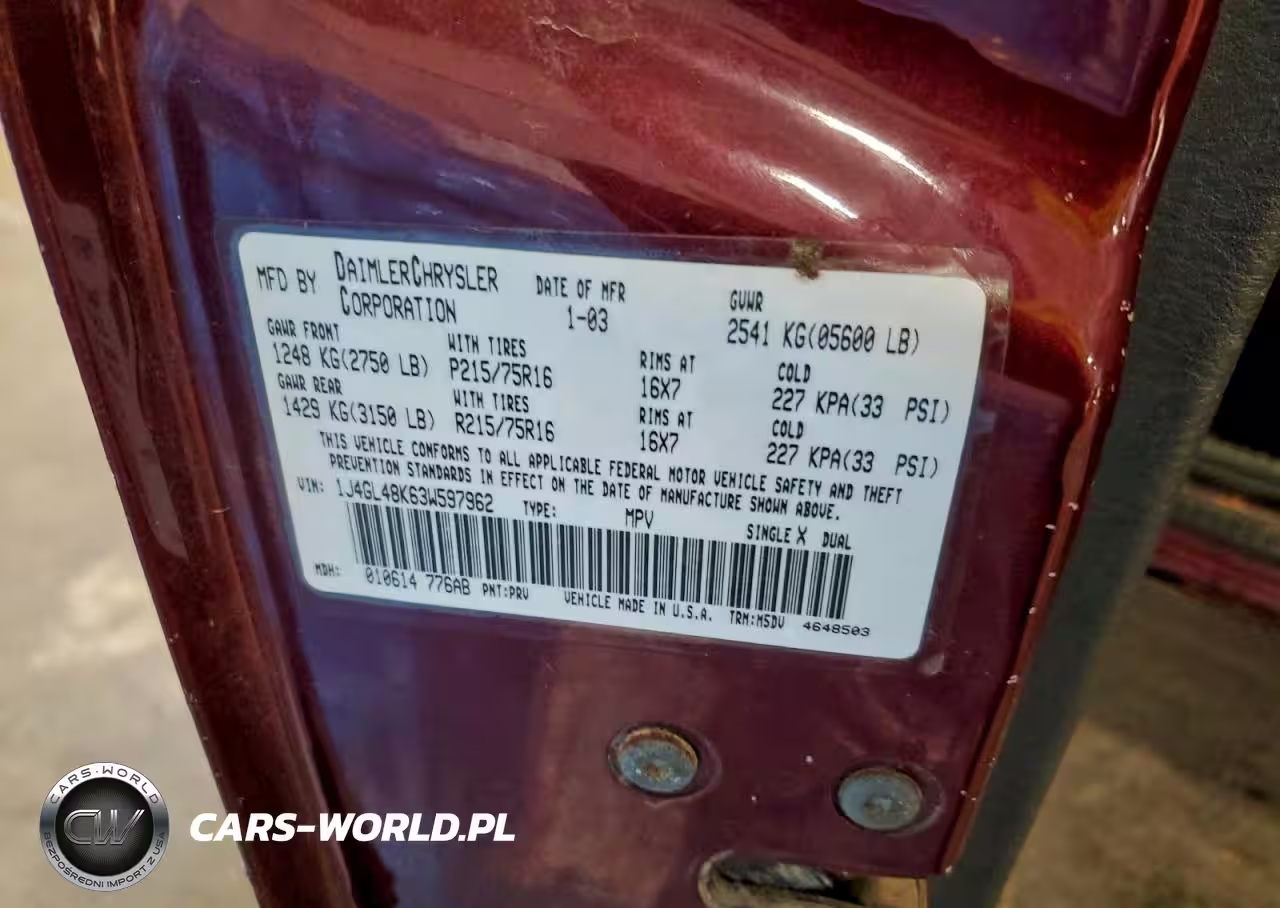 MFD BY DAIMLERCHRYSLER CORPORATION
DATE OF MFR 1-03
GVWR 2541 KG(05600 LB)
GAWR FRONT WITH TIRES RIMS AT COLD
1248 KG(2750 LB) P215/75R16 16X7 227 KPA(33 PSI)
GAWR REAR WITH TIRES RIMS AT COLD
1429 KG(3150 LB) R215/75R16 16X7 227 KPA(33 PSI)
THIS VEHICLE CONFORMS TO ALL APPLICABLE FEDERAL MOTOR VEHICLE SAFETY AND THEFT
PREVENTION STANDARDS IN EFFECT ON THE DATE OF MANUFACTURE SHOWN ABOVE.
VIN: 1J4GL48K63W597962 TYPE: MPV SINGLE X DUAL
MDH: 010614 776AB PNT:PRV VEHICLE MADE IN U.S.A. TRM:M5DV 4648503
CARS-WORLD
CW
BEZPOŚREDNI IMPORT Z USA
CARS-WORLD.PL